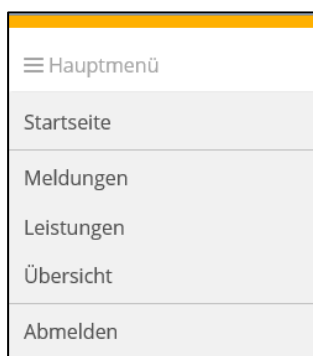 Hauptmenü
Startseite
Meldungen
Leistungen
Übersicht
Abmelden